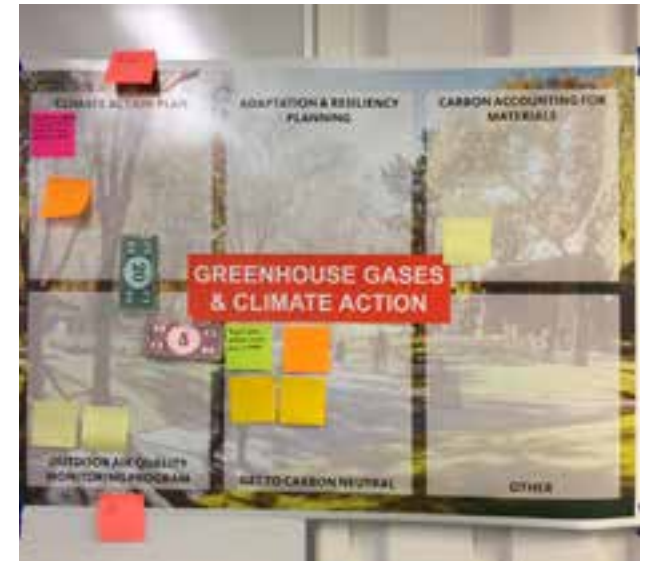 CLIMATE ACTION PLAN
ADAPTATION & RESILIENCY
PLANNING
CARBON ACCOUNTING FOR
MATERIALS
20
GREENHOUSE GASES
& CLIMATE ACTION
5
OUTDOOR AIR QUALITY
MONITORING PROGRAM
GET TO CARBON NEUTRAL
OTHER